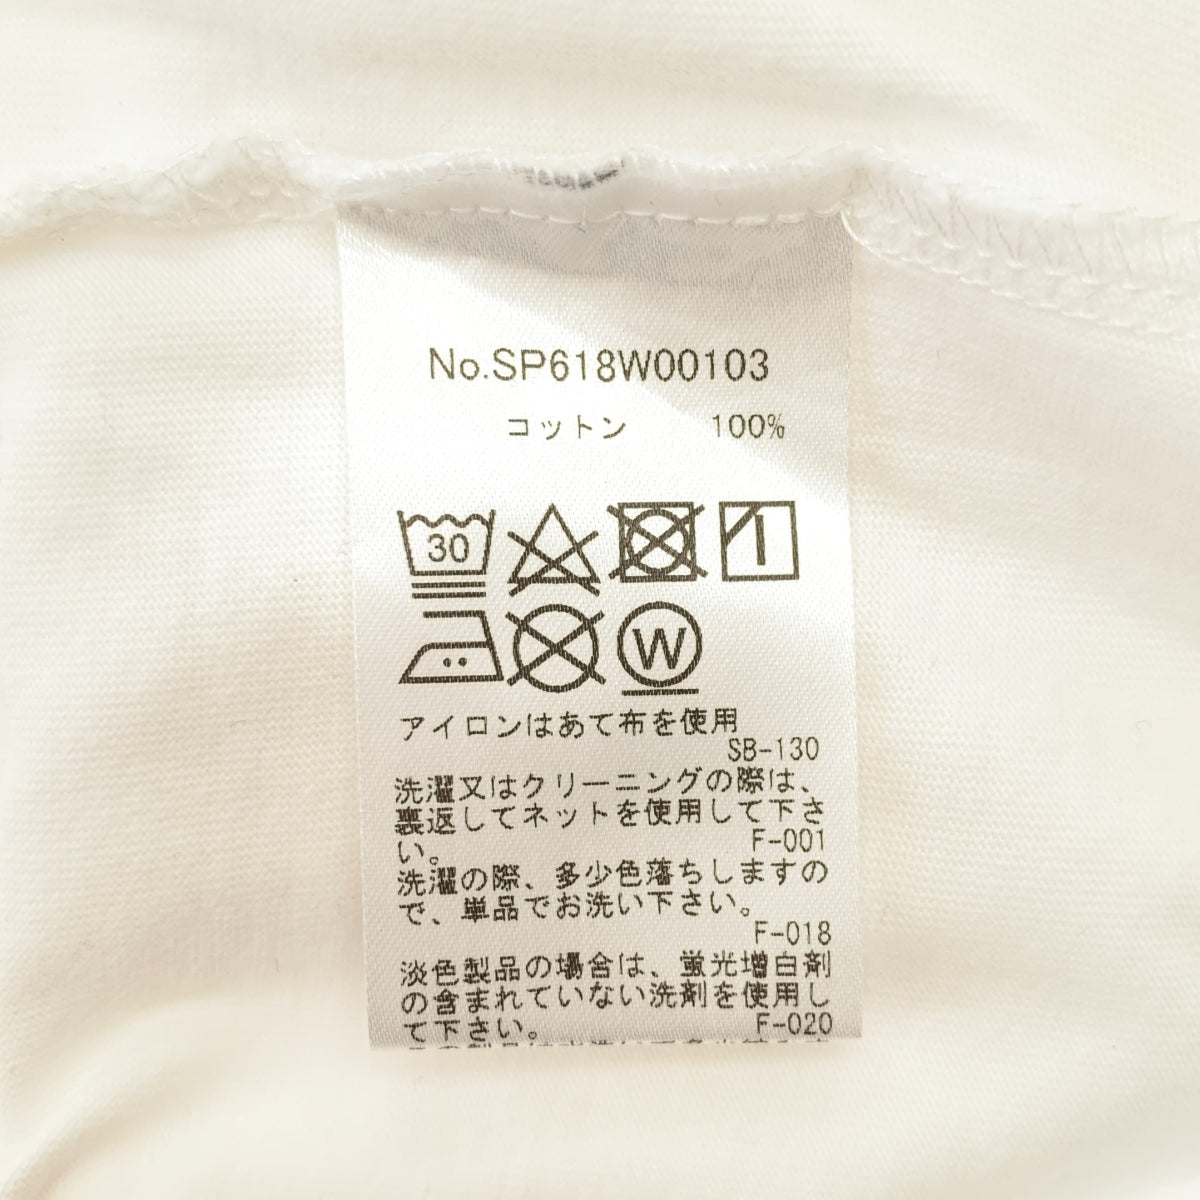 No.SP618W00103
コットン 100%
30
W
アイロンはあて布を使用
SB-130
洗濯又はクリーニングの際は、
裏返してネットを使用して下さ
い。 F-001
洗濯の際、多少色落ちしますの
で、単品でお洗い下さい。
F-018
淡色製品の場合は、蛍光増白剤
の含まれていない洗剤を使用し
て下さい。 F-020